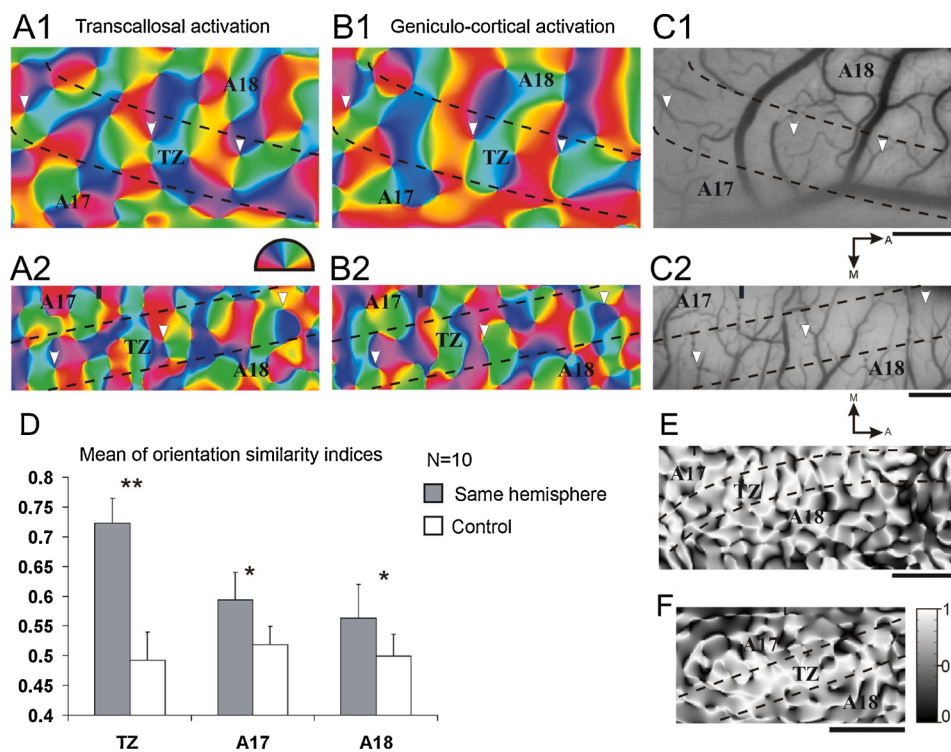 A1 Transcallosal activation B1 Geniculo-cortical activation C1
A18 A18 A18
TZ TZ
A17 A17 A17
A
M
A2 B2 C2
A17 A17 A17
TZ TZ
A18 A18 A18
M
A
D
Mean of orientation similarity indices
N=10
Same hemisphere
Control
0.8
0.75
0.7
0.65
0.6
0.55
0.5
0.45
0.4
** * *
TZ A17 A18
E
A17
TZ
A18
F
A17
TZ
A18
1
0
0